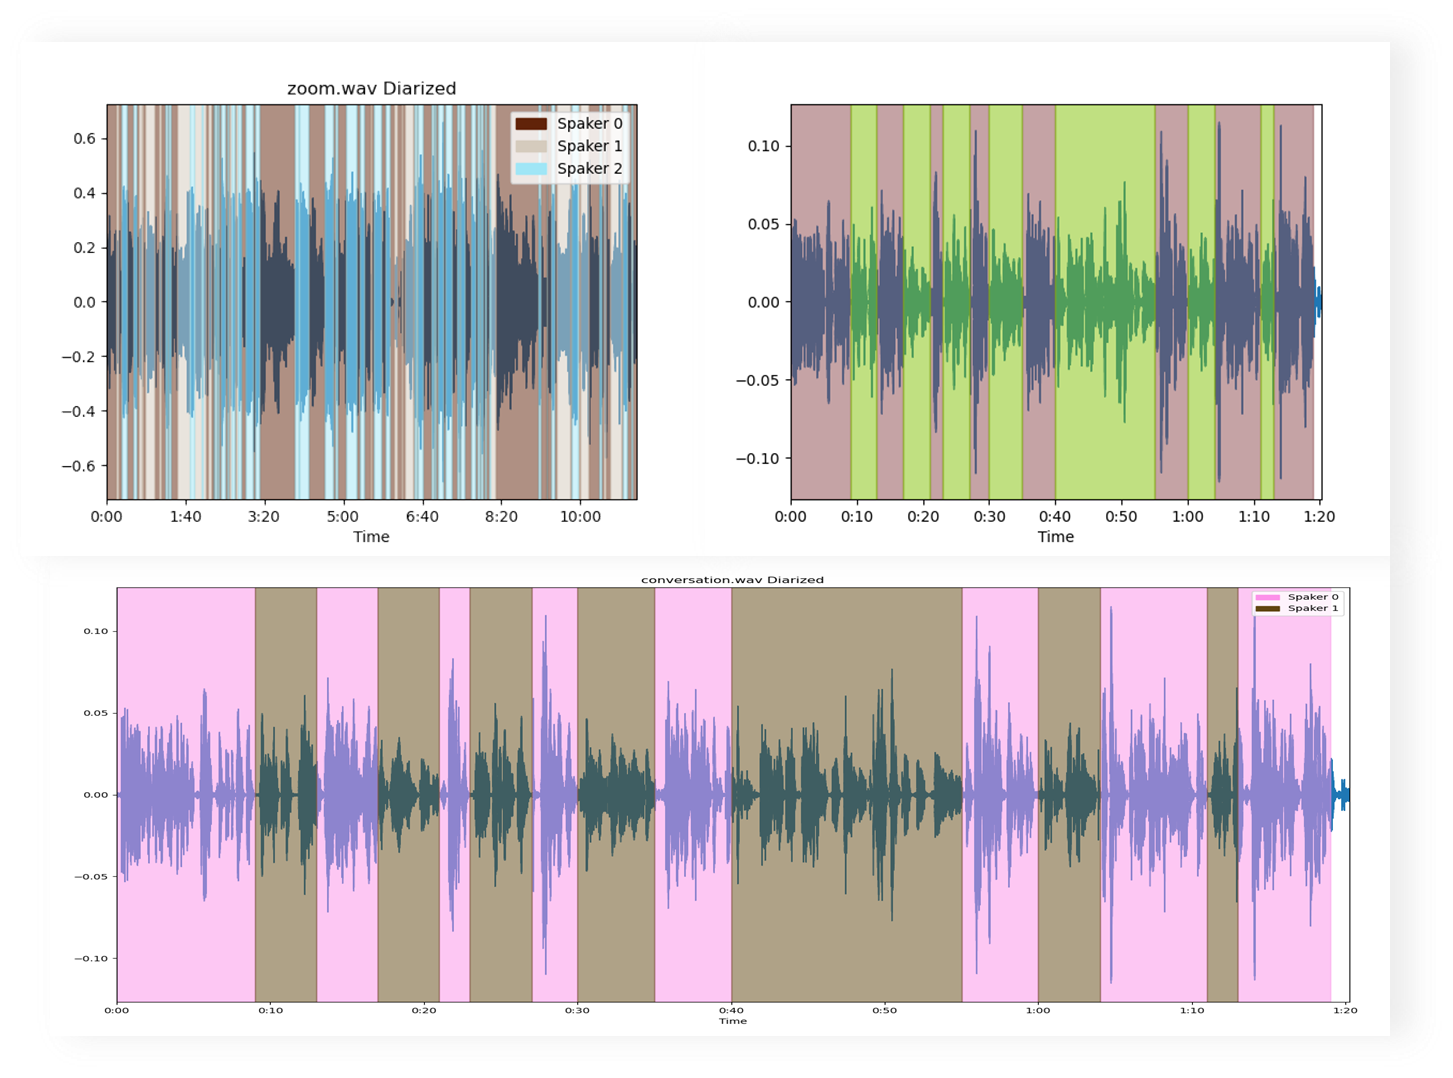 zoom.wav Diarized
Spaker 0
Spaker 1
Spaker 2
0.6
0.4
0.2
0.0
−0.2
−0.4
−0.6
0:00 1:40 3:20 5:00 6:40 8:20 10:00
Time
0.10
0.05
0.00
−0.05
−0.10
0:00 0:10 0:20 0:30 0:40 0:50 1:00 1:10 1:20
Time
conversation.wav Diarized
Spaker 0
Spaker 1
0.10
0.05
0.00
−0.05
−0.10
0:00 0:10 0:20 0:30 0:40 0:50 1:00 1:10 1:20
Time